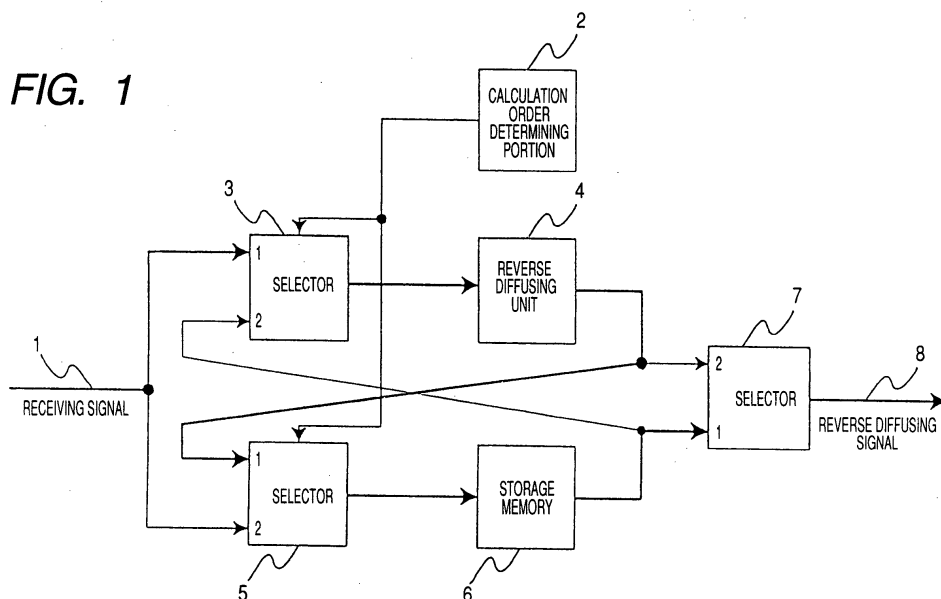 FIG. 1
2
CALCULATION
ORDER
DETERMINING
PORTION
3
1
SELECTOR
2
4
REVERSE
DIFFUSING
UNIT
7
2
SELECTOR
1
1
RECEIVING SIGNAL
8
REVERSE DIFFUSING
SIGNAL
1
SELECTOR
2
5
STORAGE
MEMORY
6